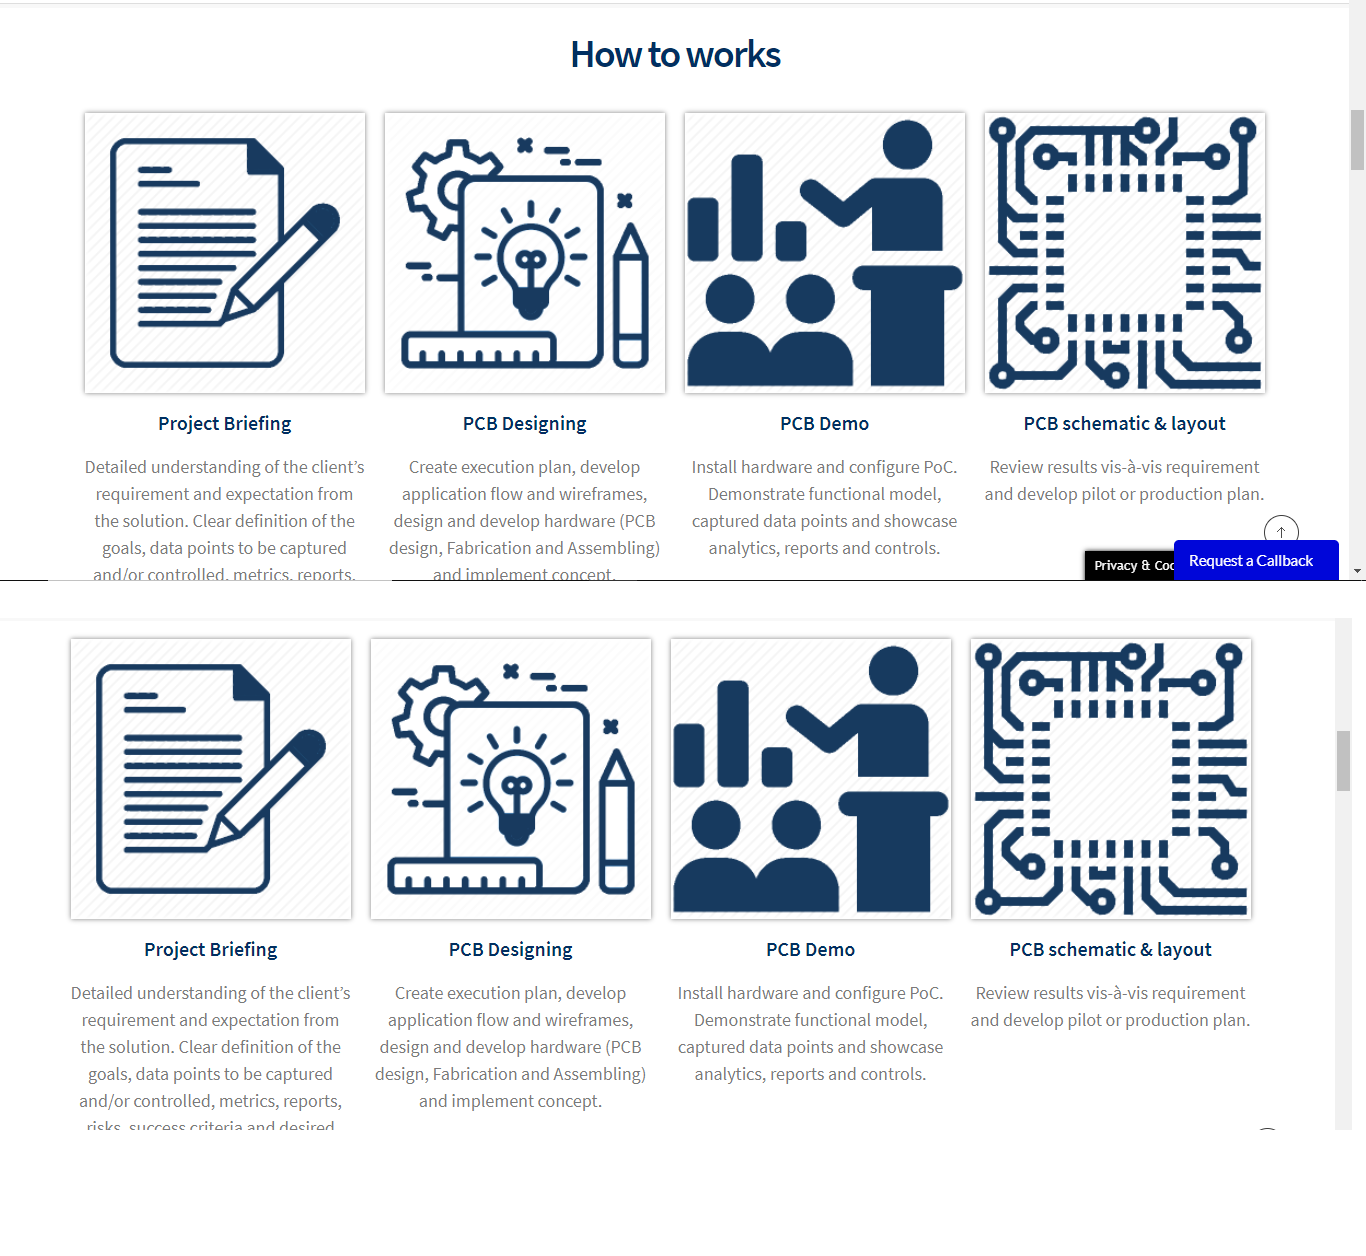 How to works
Project Briefing
Detailed understanding of the client’s
requirement and expectation from
the solution. Clear definition of the
goals, data points to be captured
and/or controlled, metrics, reports,
PCB Designing
Create execution plan, develop
application flow and wireframes,
design and develop hardware (PCB
design, Fabrication and Assembling)
and implement concept.
PCB Demo
Install hardware and configure PoC.
Demonstrate functional model,
captured data points and showcase
analytics, reports and controls.
PCB schematic & layout
Review results vis-à-vis requirement
and develop pilot or production plan.
Privacy & Coo
Request a Callback
Project Briefing
Detailed understanding of the client’s
requirement and expectation from
the solution. Clear definition of the
goals, data points to be captured
and/or controlled, metrics, reports,
risks, success criteria and desired
PCB Designing
Create execution plan, develop
application flow and wireframes,
design and develop hardware (PCB
design, Fabrication and Assembling)
and implement concept.
PCB Demo
Install hardware and configure PoC.
Demonstrate functional model,
captured data points and showcase
analytics, reports and controls.
PCB schematic & layout
Review results vis-à-vis requirement
and develop pilot or production plan.